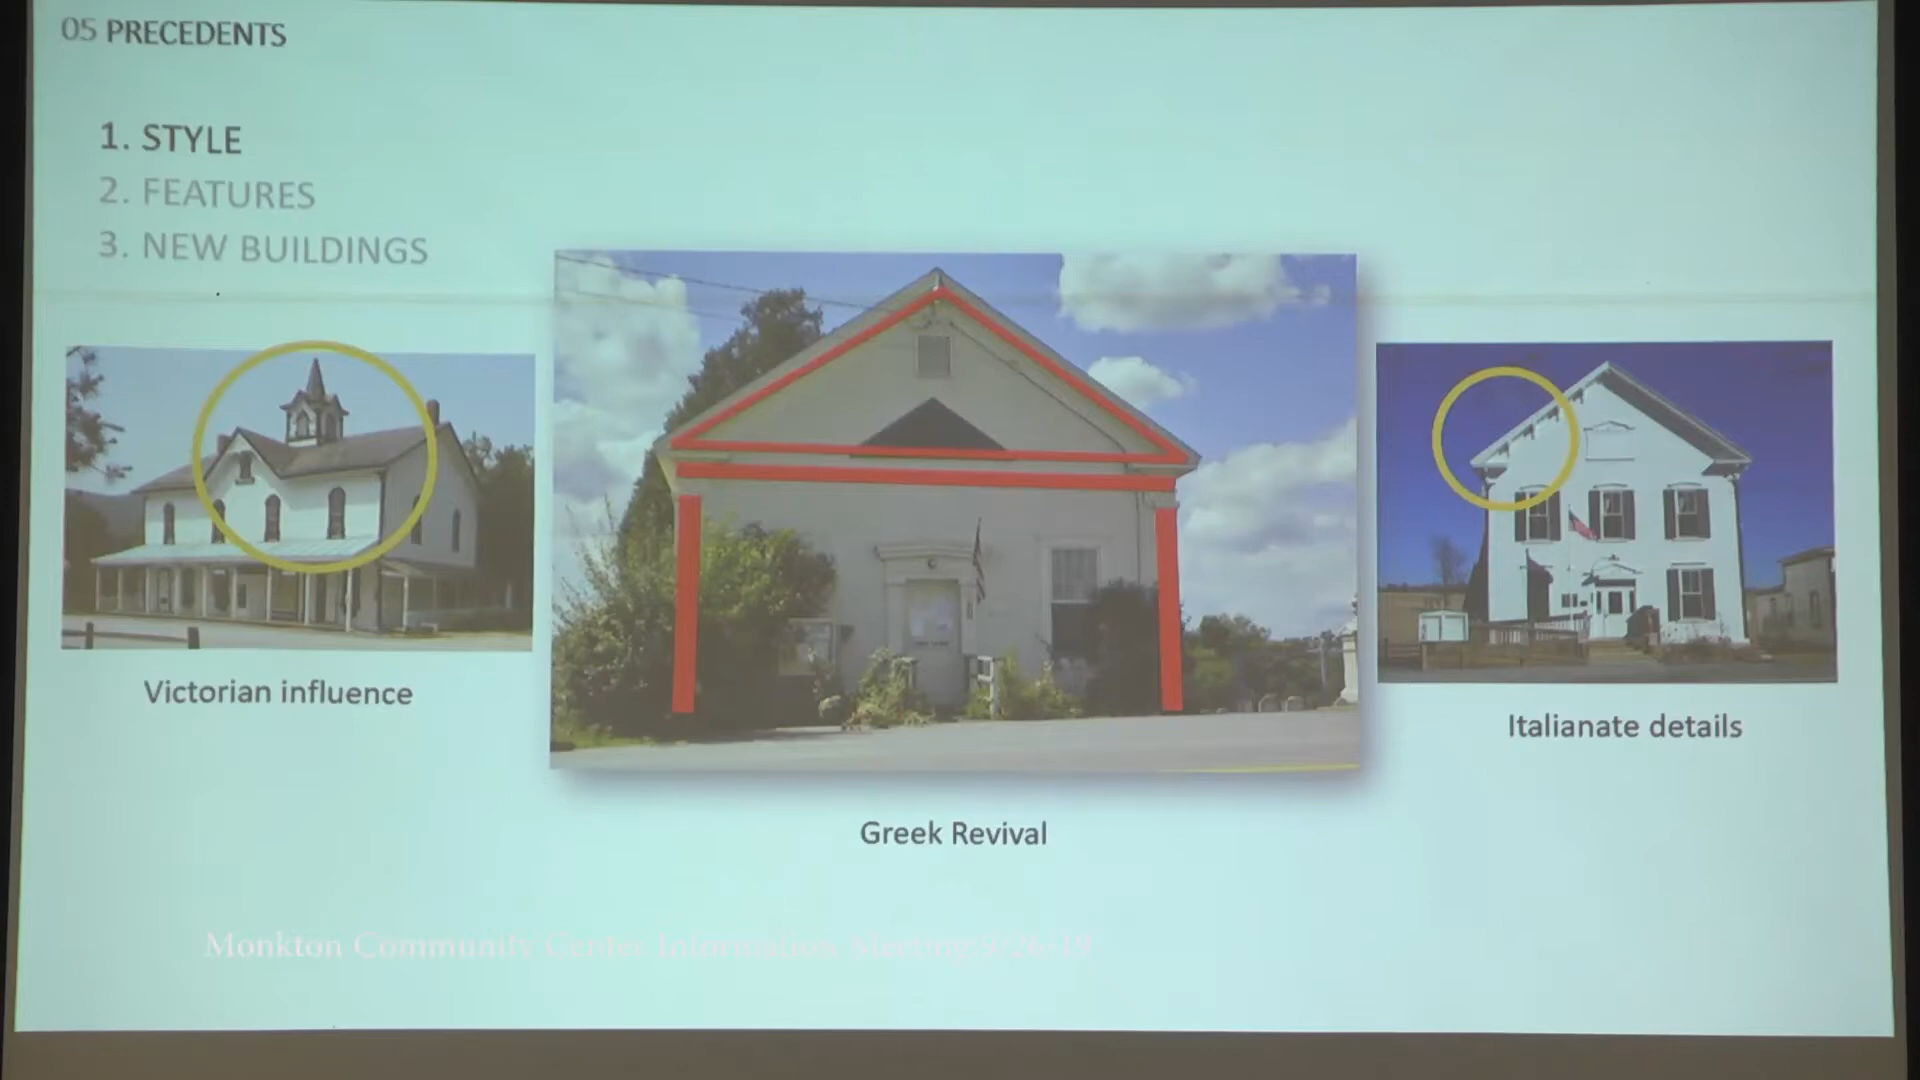 05 PRECEDENTS
1. STYLE
2. FEATURES
3. NEW BUILDINGS
Victorian influence
Greek Revival
Italianate details
Monkton Community Center Information Meeting 9-26-19